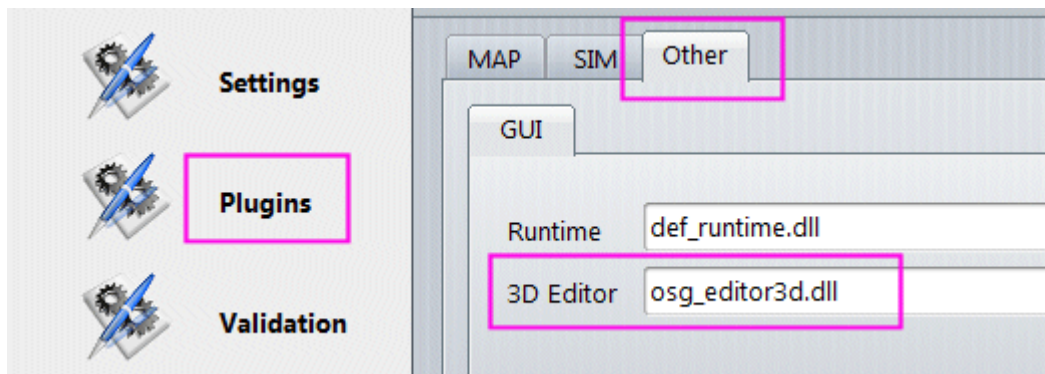 Settings
Plugins
Validation
MAP SIM Other
GUI
Runtime def_runtime.dll
3D Editor osg_editor3d.dll